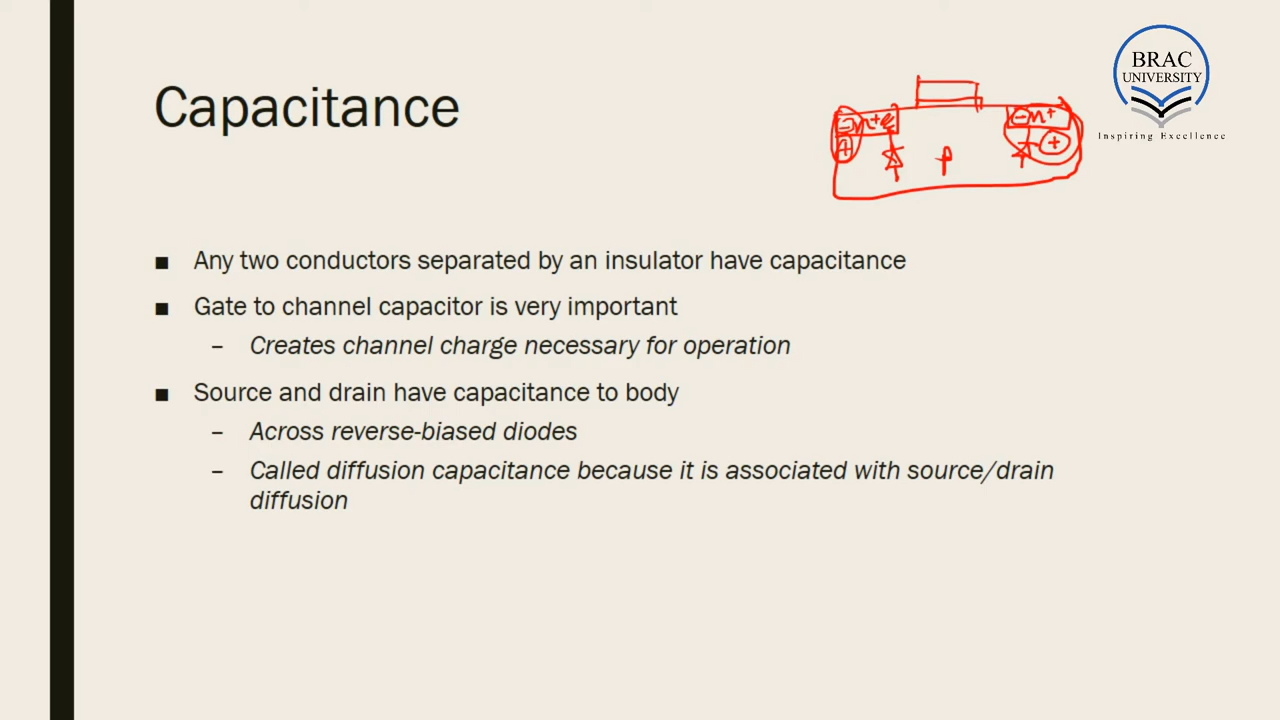 Capacitance
BRAC
UNIVERSITY
Inspiring Excellence
n+
n+
+
+
p
■ Any two conductors separated by an insulator have capacitance
■ Gate to channel capacitor is very important
– Creates channel charge necessary for operation
■ Source and drain have capacitance to body
– Across reverse-biased diodes
– Called diffusion capacitance because it is associated with source/drain
diffusion